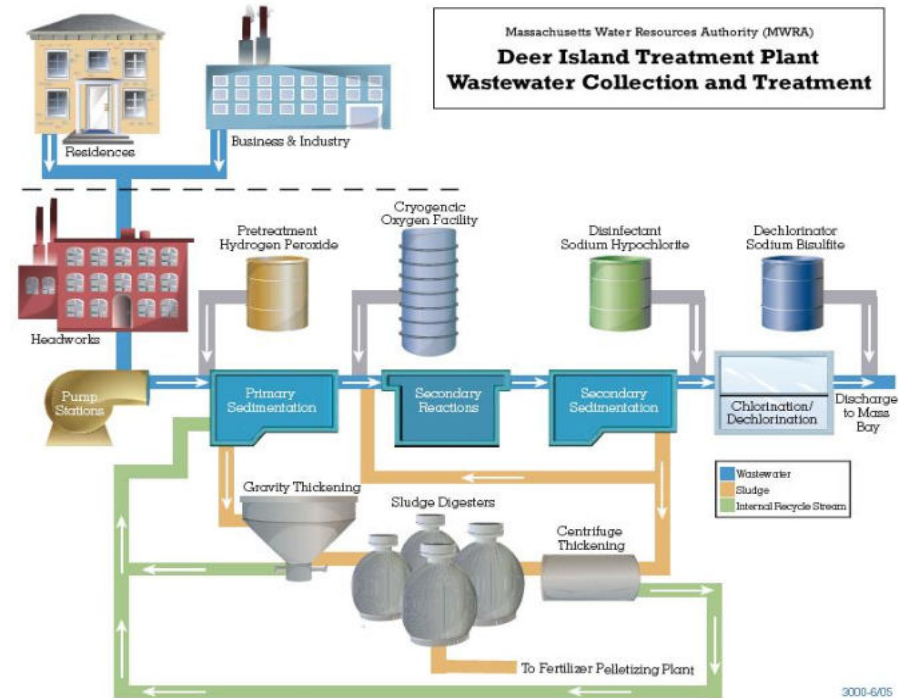 Massachusetts Water Resources Authority (MWRA)
Deer Island Treatment Plant
Wastewater Collection and Treatment
Residences
Business & Industry
Pretreatment
Hydrogen Peroxide
Cryogencic
Oxygen Facility
Disinfectant
Sodium Hypochlorite
Dechlorinator
Sodium Bisulfite
Headworks
Pump
Stations
Primary
Sedimentation
Secondary
Reactions
Secondary
Sedimentation
Chlorination/
Dechlorination
Discharge
to Mass
Bay
Wastewater
Sludge
Internal Recycle Stream
Gravity Thickening
Sludge Digesters
Centrifuge
Thickening
To Fertilizer Pelletizing Plant
3000-6/05